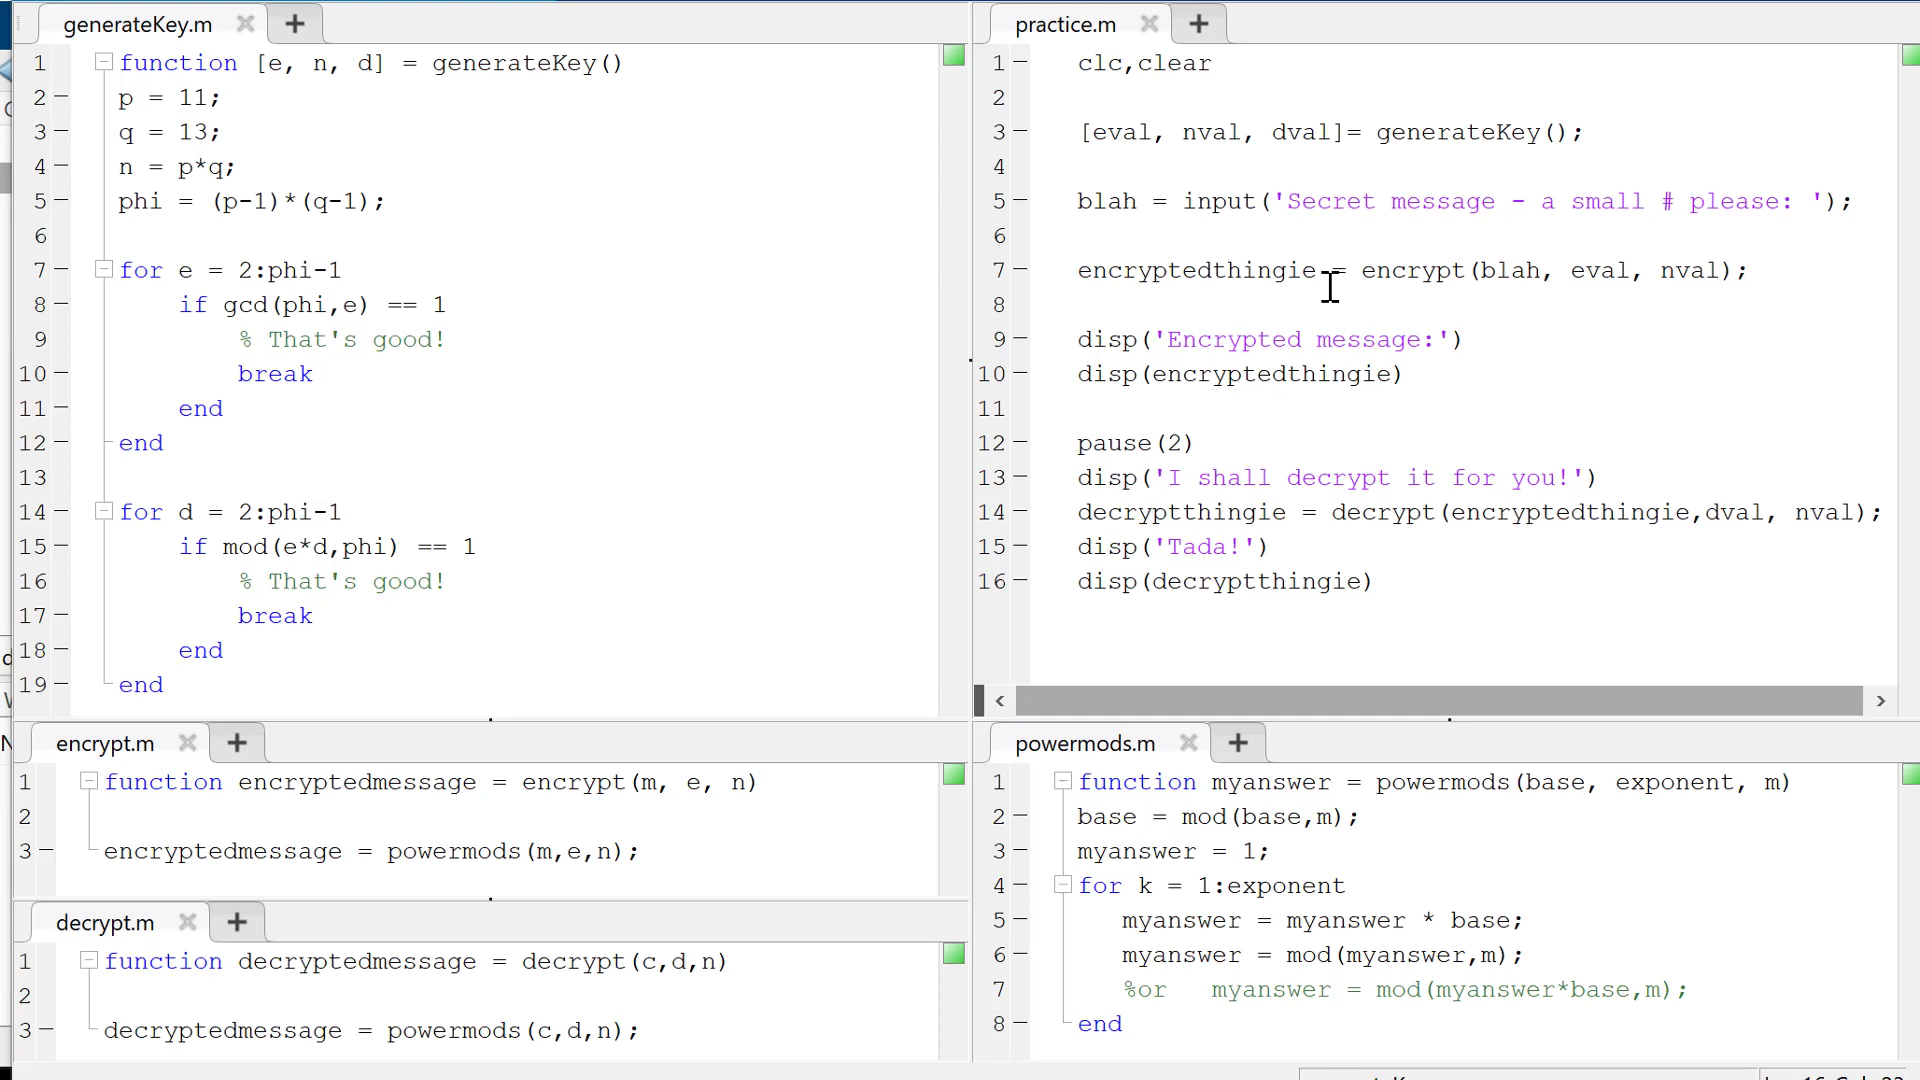 generateKey.m
1 function [e, n, d] = generateKey()
2 p = 11;
3 q = 13;
4 n = p*q;
5 phi = (p-1)*(q-1);
6
7 for e = 2:phi-1
8 if gcd(phi,e) == 1
9 % That's good!
10 break
11 end
12 end
13
14 for d = 2:phi-1
15 if mod(e*d,phi) == 1
16 % That's good!
17 break
18 end
19 end
practice.m
1 clc,clear
2
3 [eval, nval, dval]= generateKey();
4
5 blah = input('Secret message - a small # please: ');
6
7 encryptedthingie = encrypt(blah, eval, nval);
8
9 disp('Encrypted message:')
10 disp(encryptedthingie)
11
12 pause(2)
13 disp('I shall decrypt it for you!')
14 decryptthingie = decrypt(encryptedthingie,dval, nval);
15 disp('Tada!')
16 disp(decryptthingie)
encrypt.m
1 function encryptedmessage = encrypt(m, e, n)
2
3 encryptedmessage = powermods(m,e,n);
decrypt.m
1 function decryptedmessage = decrypt(c,d,n)
2
3 decryptedmessage = powermods(c,d,n);
powermods.m
1 function myanswer = powermods(base, exponent, m)
2 base = mod(base,m);
3 myanswer = 1;
4 for k = 1:exponent
5 myanswer = myanswer * base;
6 myanswer = mod(myanswer,m);
7 %or myanswer = mod(myanswer*base,m);
8 end